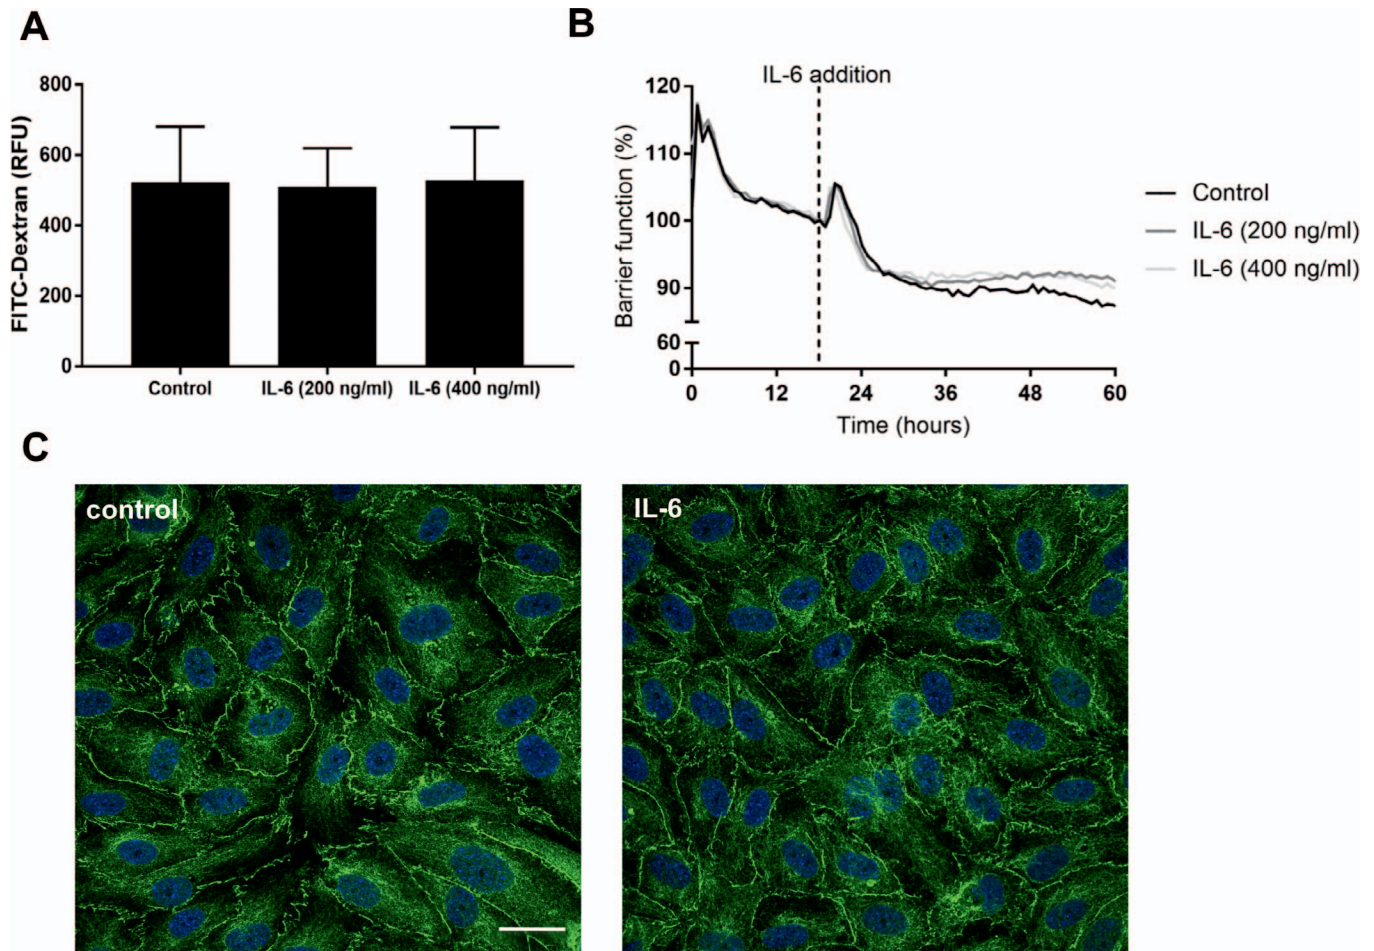 A
FITC-Dextran (RFU)
800
600
400
200
0
Control
IL-6 (200 ng/ml)
IL-6 (400 ng/ml)
B
IL-6 addition
Barrier function (%)
120
110
100
90
60
0
0
12
24
36
48
60
Time (hours)
Control
IL-6 (200 ng/ml)
IL-6 (400 ng/ml)
C
control
IL-6